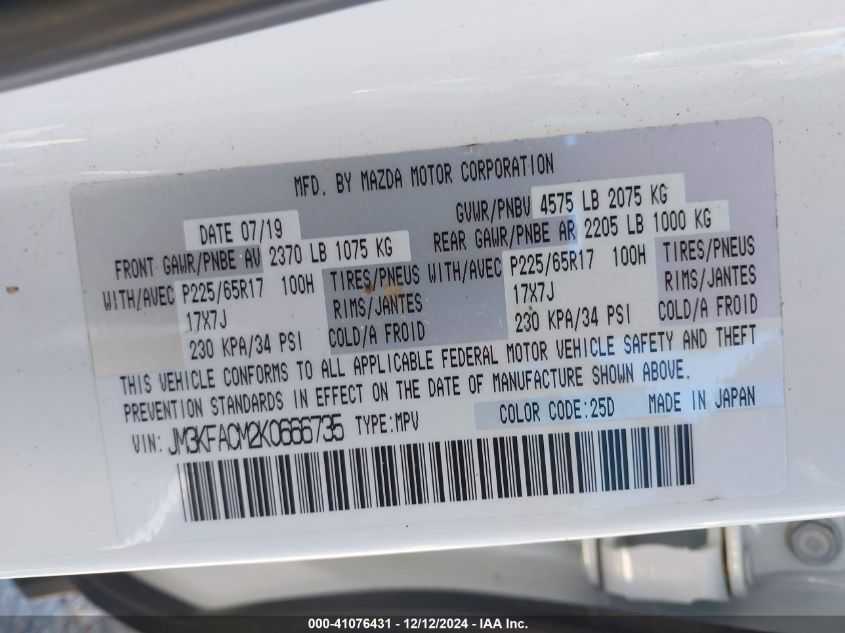 MFD. BY MAZDA MOTOR CORPORATION
DATE 07/19
GVWR/PNBV 4575 LB 2075 KG
FRONT GAWR/PNBE AV 2370 LB 1075 KG
REAR GAWR/PNBE AR 2205 LB 1000 KG
WITH/AVEC P225/65R17 100H TIRES/PNEUS
17X7J RIMS/JANTES
230 KPA/34 PSI COLD/A FROID
WITH/AVEC P225/65R17 100H TIRES/PNEUS
17X7J RIMS/JANTES
230 KPA/34 PSI COLD/A FROID
THIS VEHICLE CONFORMS TO ALL APPLICABLE FEDERAL MOTOR VEHICLE SAFETY AND THEFT
PREVENTION STANDARDS IN EFFECT ON THE DATE OF MANUFACTURE SHOWN ABOVE.
VIN: JM3KFACM2K0666735 TYPE:MPV
COLOR CODE:25D MADE IN JAPAN
000-41076431 - 12/12/2024 - IAA Inc.